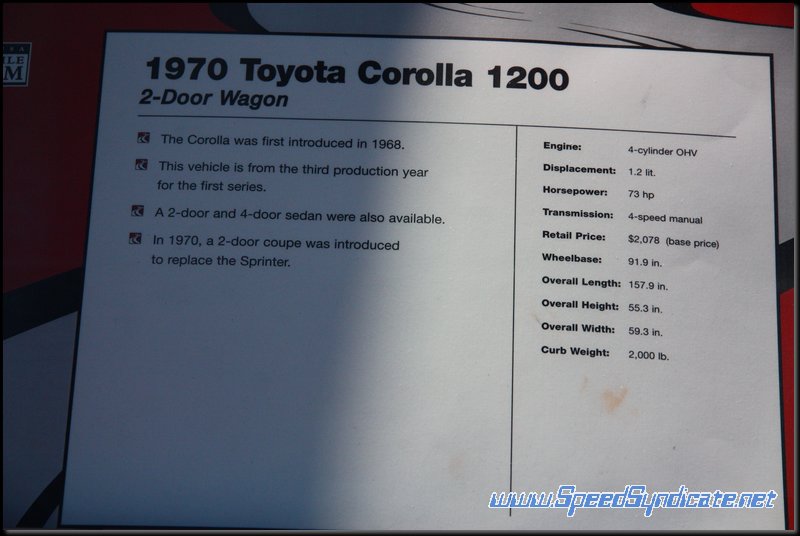 U S A
ILE
M
1970 Toyota Corolla 1200
2-Door Wagon
The Corolla was first introduced in 1968.
This vehicle is from the third production year
for the first series.
A 2-door and 4-door sedan were also available.
In 1970, a 2-door coupe was introduced
to replace the Sprinter.
Engine: 4-cylinder OHV
Displacement: 1.2 lit.
Horsepower: 73 hp
Transmission: 4-speed manual
Retail Price: $2,078 (base price)
Wheelbase: 91.9 in.
Overall Length: 157.9 in.
Overall Height: 55.3 in.
Overall Width: 59.3 in.
Curb Weight: 2,000 lb.
www.SpeedSyndicate.net